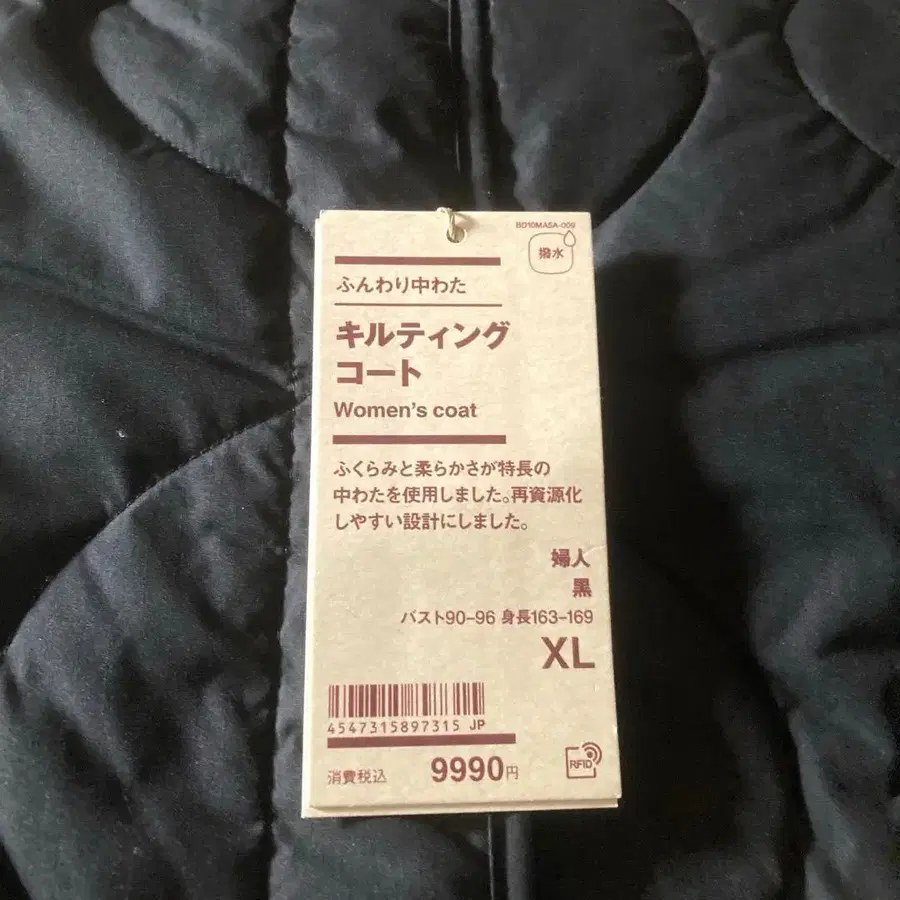 BD10MA5A-009
撥水
ふんわり中わた
キルティング
コート
Women's coat
ふくらみと柔らかさが特長の
中わたを使用しました。再資源化
しやすい設計にしました。
婦人
黒
バスト90-96 身長163-169
XL
4547315897315 JP
消費税込 9990円
RFID